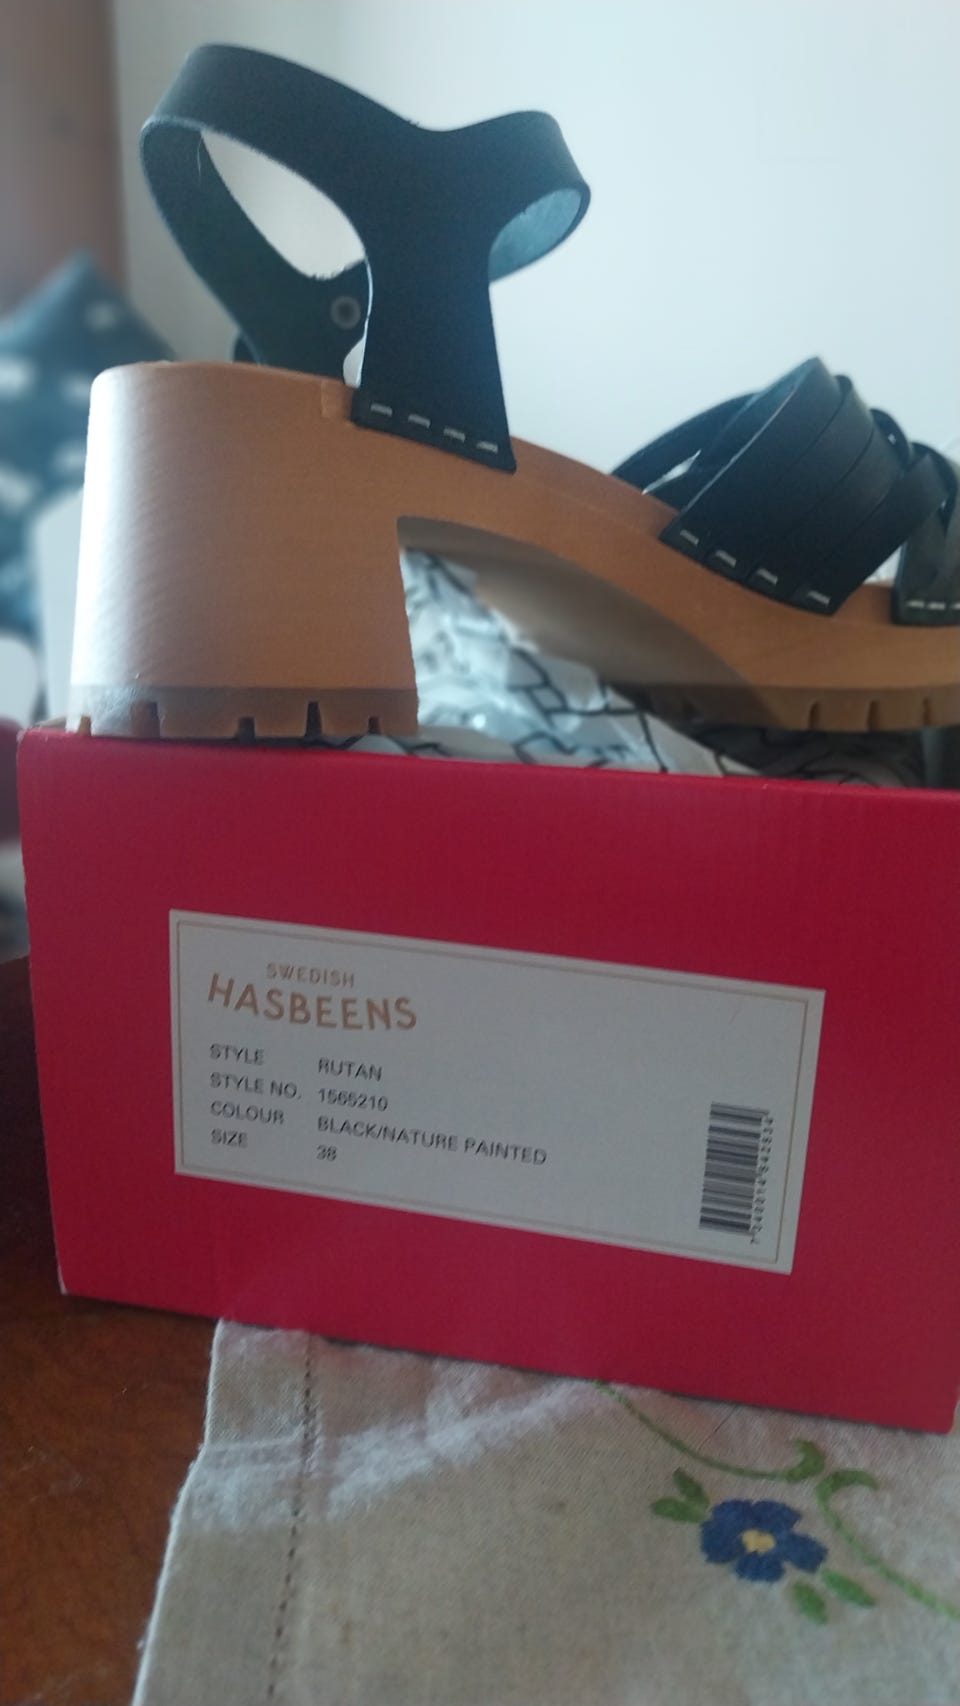 SWEDISH
HASBEENS
STYLE RUTAN
STYLE NO. 1565210
COLOUR BLACK/NATURE PAINTED
SIZE 38